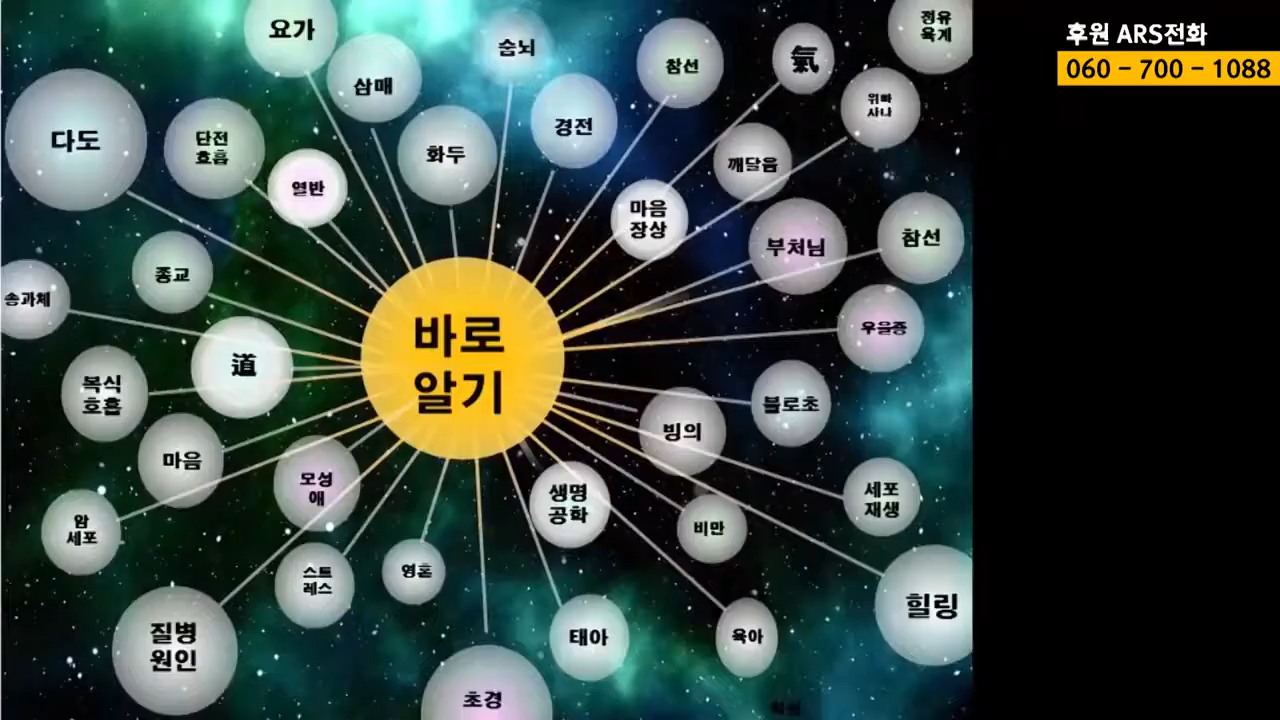 후원 ARS전화
060 - 700 - 1088
요가
삼매
숨뇌
참선
氣
정유
육계
다도
단전
호흡
열반
화두
경전
깨달음
위빠
사나
마음
장상
부처님
참선
종교
송과체
道
바로
알기
우울증
복식
호흡
마음
모성
애
빙의
불로초
생명
공학
비만
세포
재생
암
세포
스트
레스
영혼
힐링
질병
원인
태아
육아
초경